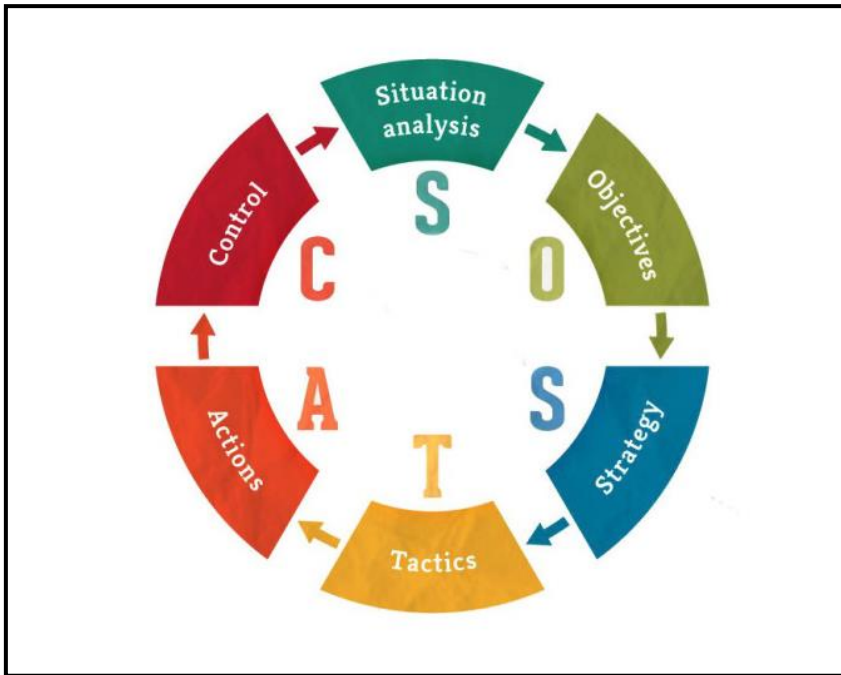 Situation
analysis
S
Objectives
O
Strategy
S
Tactics
T
Actions
A
Control
C